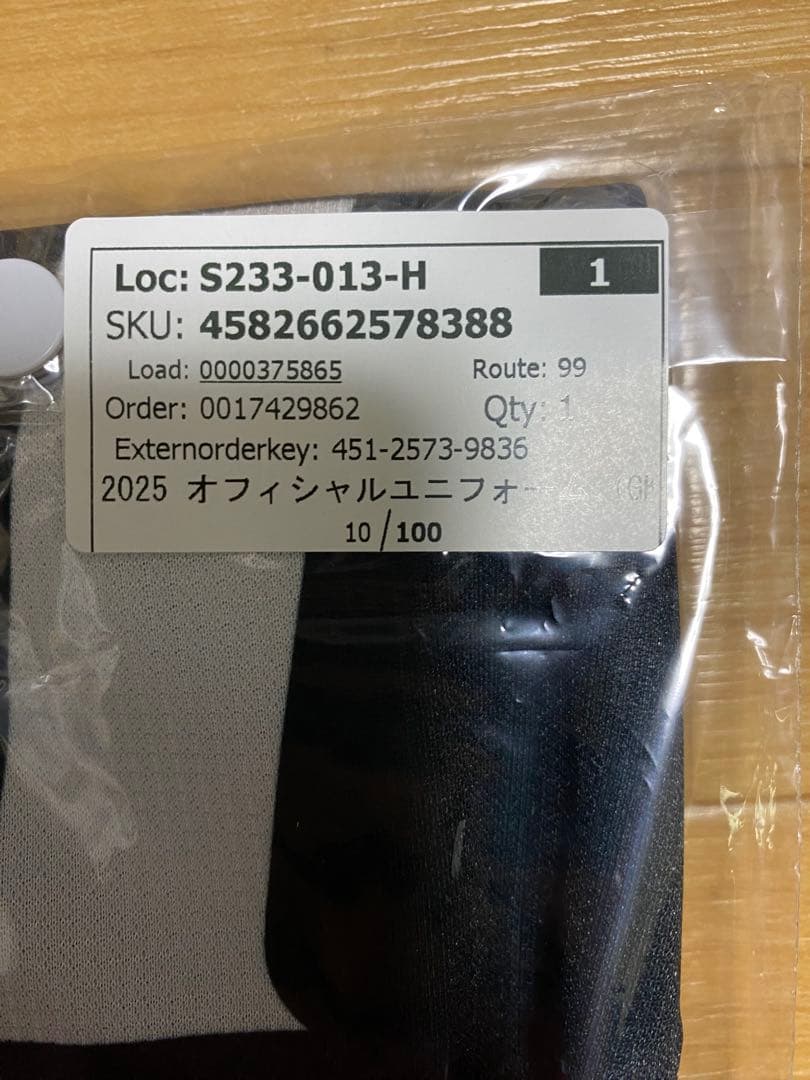 Loc: S233-013-H 1
SKU: 4582662578388
Load: 0000375865 Route: 99
Order: 0017429862 Qty: 1
Externorderkey: 451-2573-9836
2025 オフィシャルユニフォーム
10/100